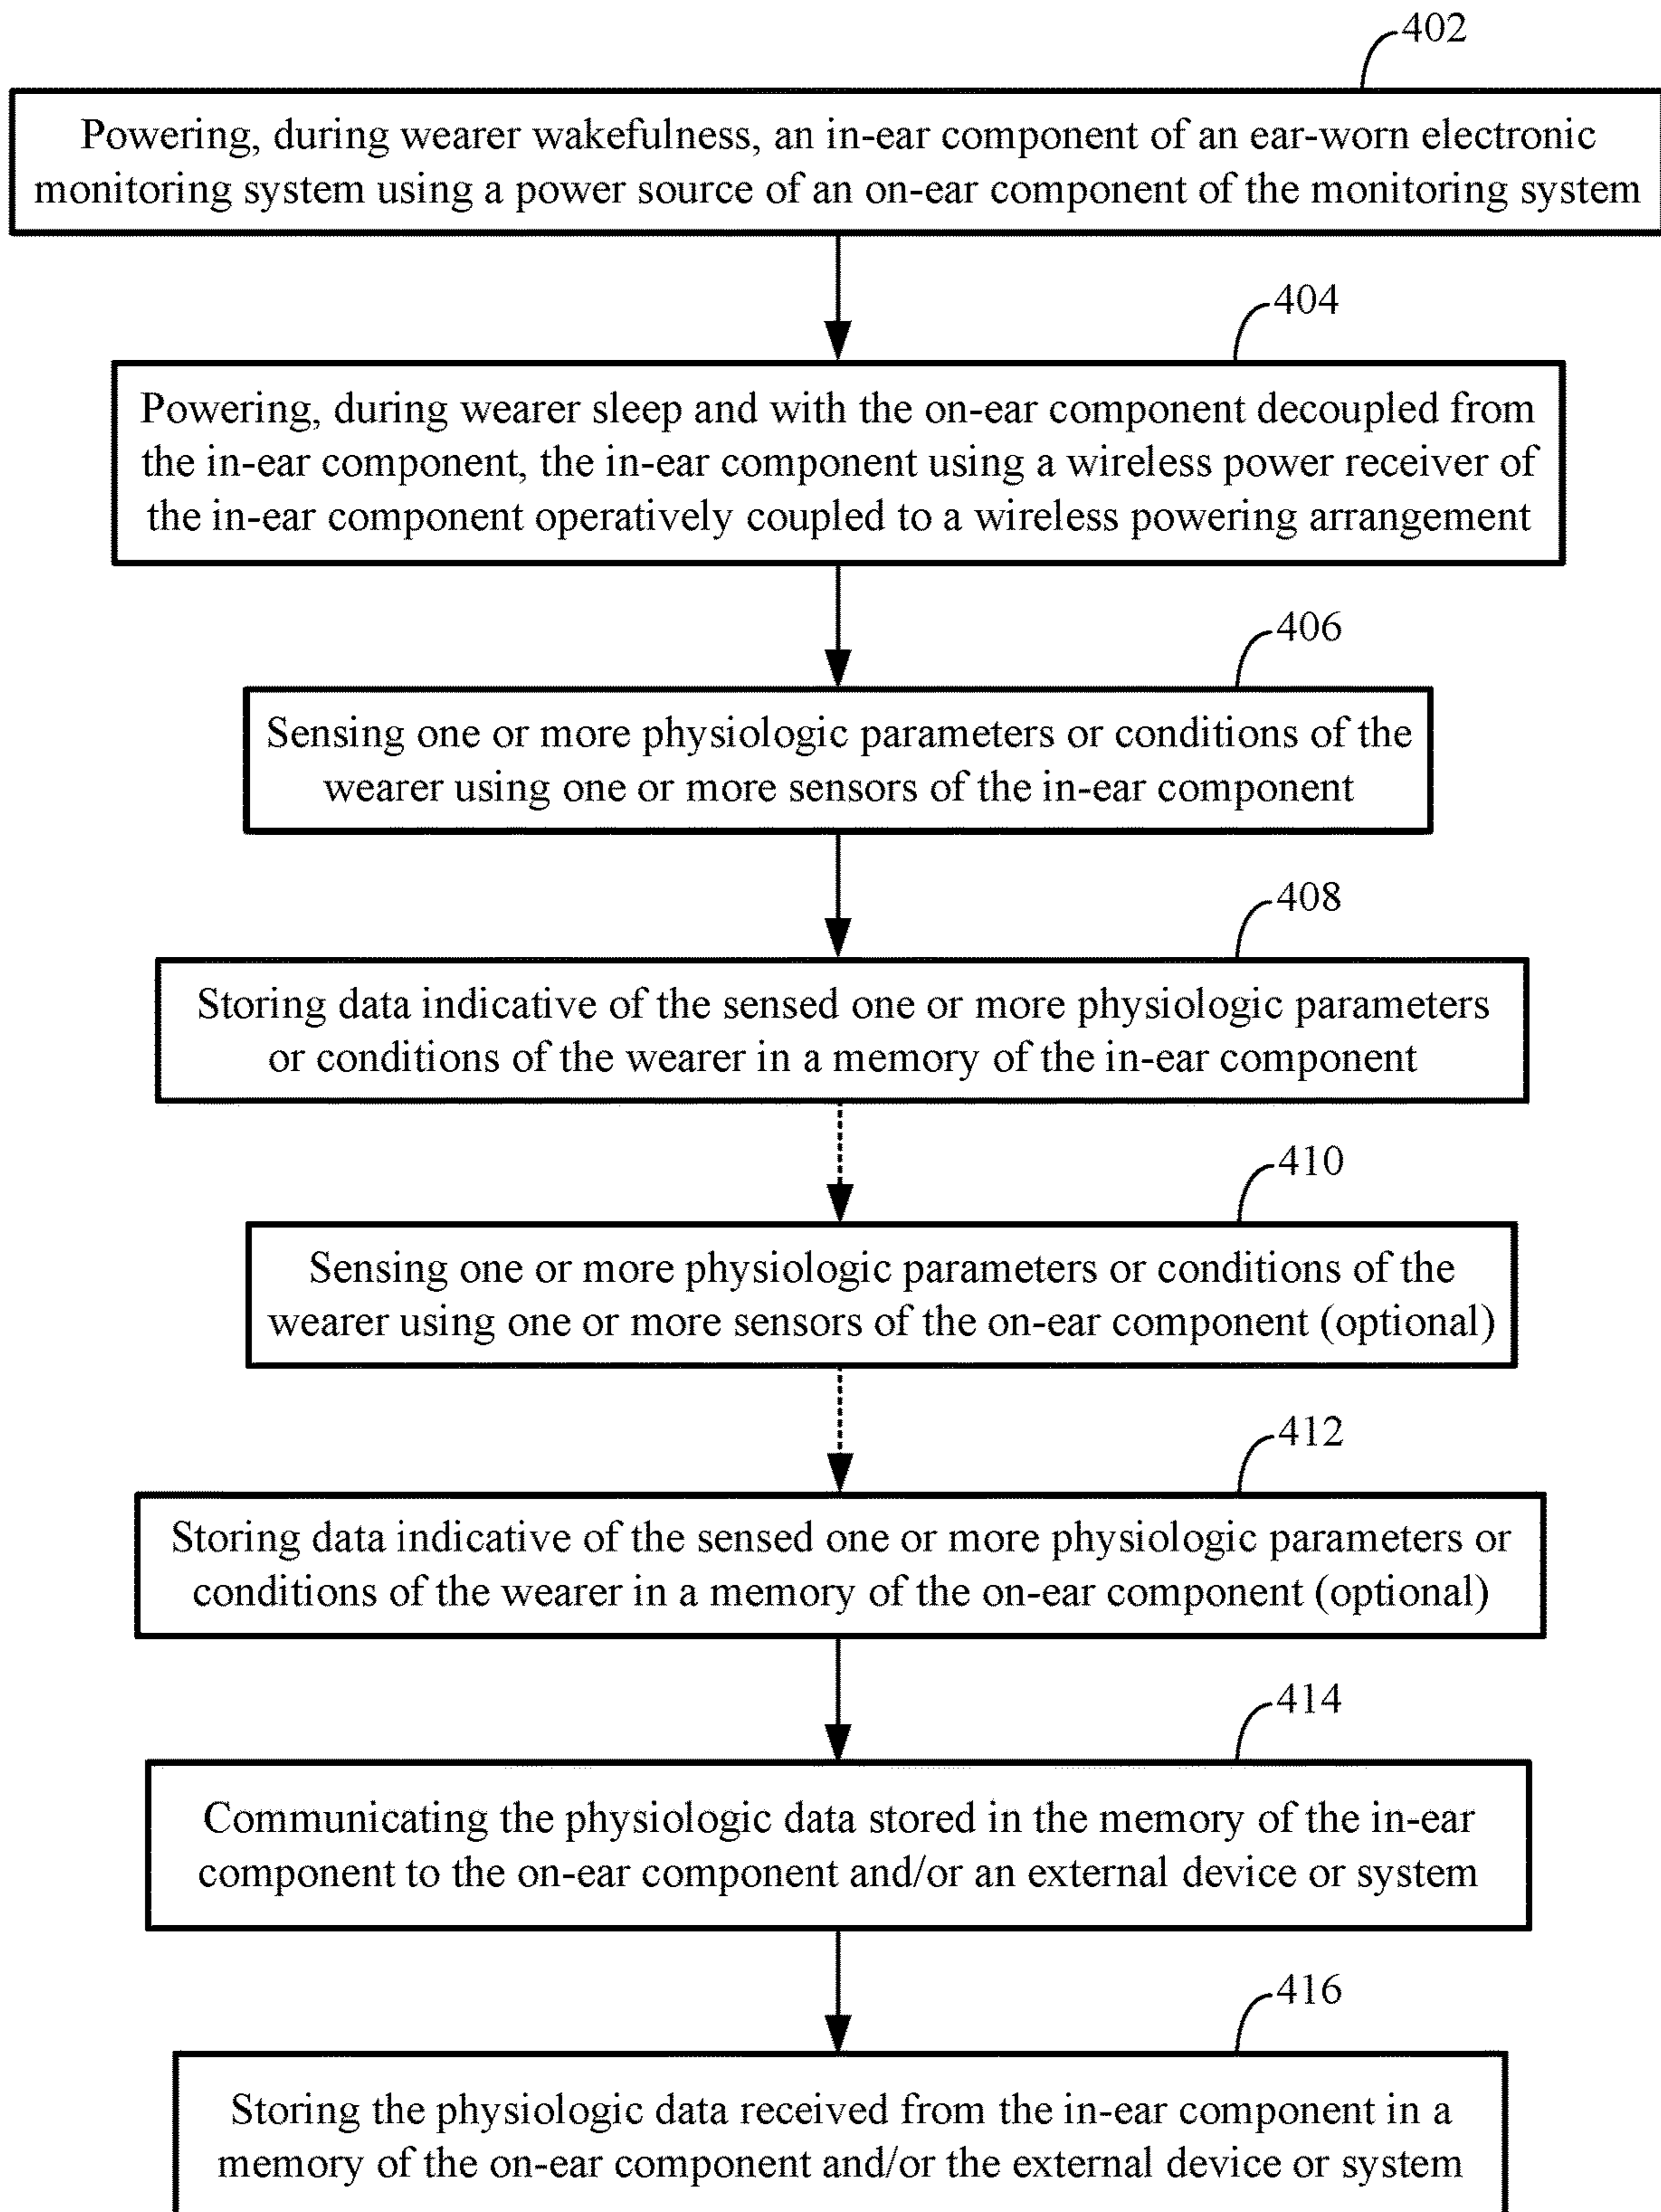 402
Powering, during wearer wakefulness, an in-ear component of an ear-worn electronic
monitoring system using a power source of an on-ear component of the monitoring system
404
Powering, during wearer sleep and with the on-ear component decoupled from
the in-ear component, the in-ear component using a wireless power receiver of
the in-ear component operatively coupled to a wireless powering arrangement
406
Sensing one or more physiologic parameters or conditions of the
wearer using one or more sensors of the in-ear component
408
Storing data indicative of the sensed one or more physiologic parameters
or conditions of the wearer in a memory of the in-ear component
410
Sensing one or more physiologic parameters or conditions of the
wearer using one or more sensors of the on-ear component (optional)
412
Storing data indicative of the sensed one or more physiologic parameters or
conditions of the wearer in a memory of the on-ear component (optional)
414
Communicating the physiologic data stored in the memory of the in-ear
component to the on-ear component and/or an external device or system
416
Storing the physiologic data received from the in-ear component in a
memory of the on-ear component and/or the external device or system